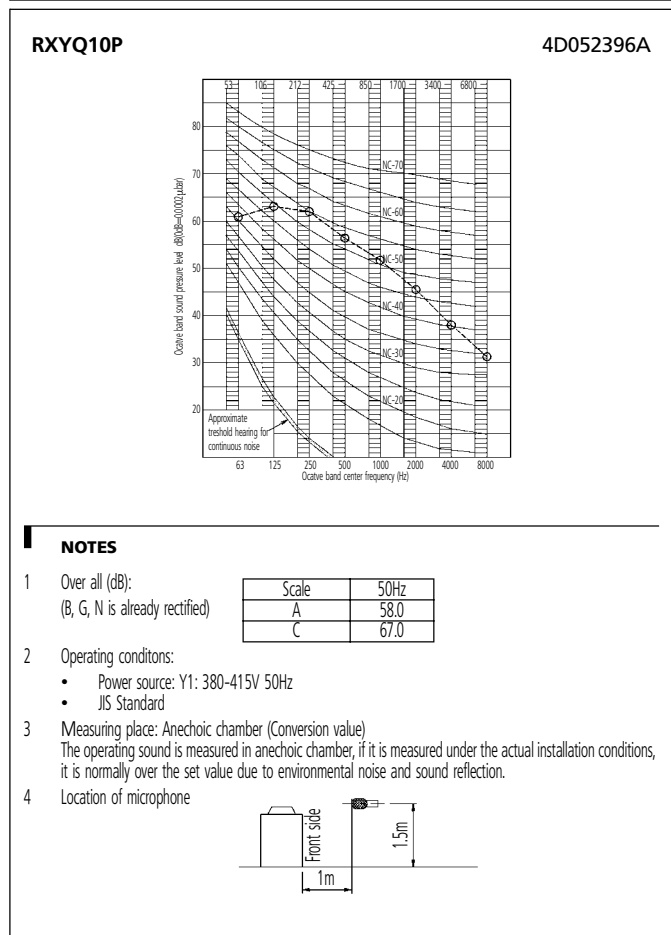 RXYQ10P 4D052396A
53 106 212 425 850 1700 3400 6800
80
70
60
50
40
30
20
Ocatve band sound pressure level dB(0dB=0.0002µbar)
NC-70
NC-60
NC-50
NC-40
NC-30
NC-20
Approximate
treshold hearing for
continuous noise
63 125 250 500 1000 2000 4000 8000
Ocatve band center frequency (Hz)
NOTES
1 Over all (dB):
(B, G, N is already rectified)
Scale 50Hz
A 58.0
C 67.0
2 Operating conditons:
• Power source: Y1: 380-415V 50Hz
• JIS Standard
3 Measuring place: Anechoic chamber (Conversion value)
The operating sound is measured in anechoic chamber, if it is measured under the actual installation conditions,
it is normally over the set value due to environmental noise and sound reflection.
4 Location of microphone
Front side
1.5m
1m